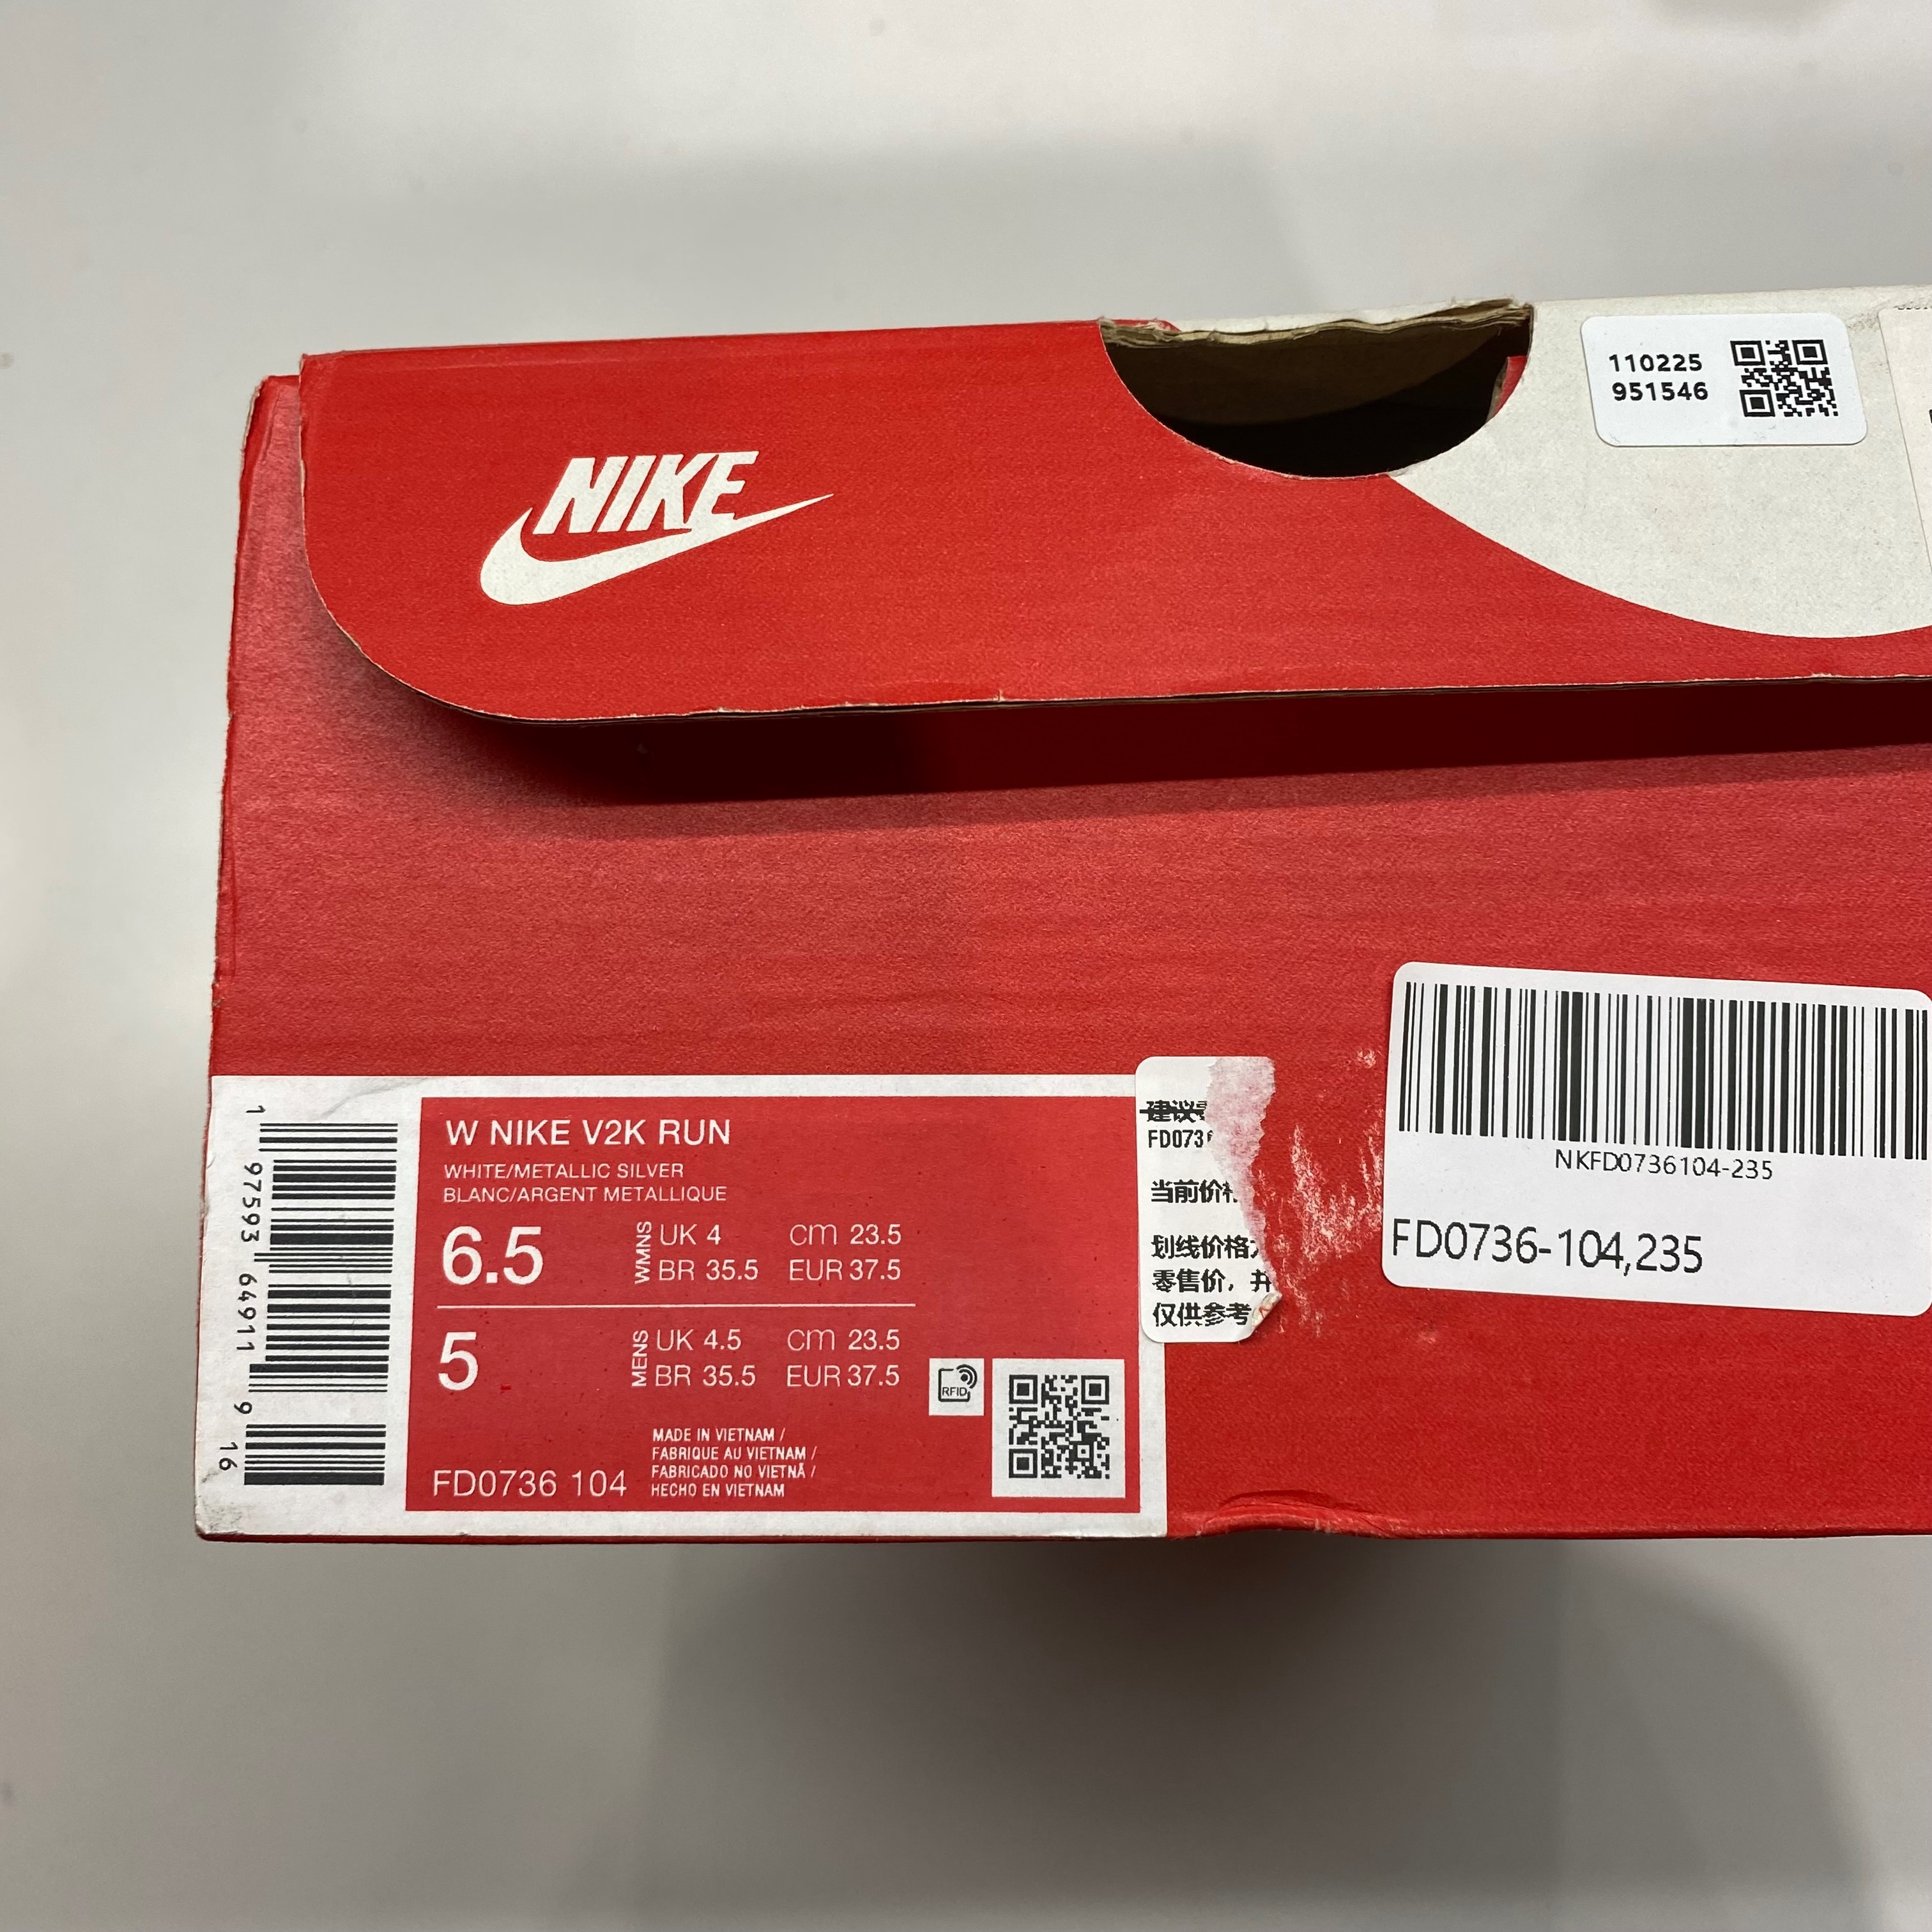 NIKE
110225
951546
NKFD0736104-235
FD0736-104,235
1 97593 64911 9 16
W NIKE V2K RUN
WHITE/METALLIC SILVER
BLANC/ARGENT METALLIQUE
6.5 WMNS UK 4 cm 23.5
BR 35.5 EUR 37.5
5 MENS UK 4.5 cm 23.5
BR 35.5 EUR 37.5
RFID
MADE IN VIETNAM /
FABRIQUE AU VIETNAM /
FABRICADO NO VIETNÃ /
HECHO EN VIETNAM
FD0736 104
建议
FD073
当前价
划线价格
零售价，并
仅供参考